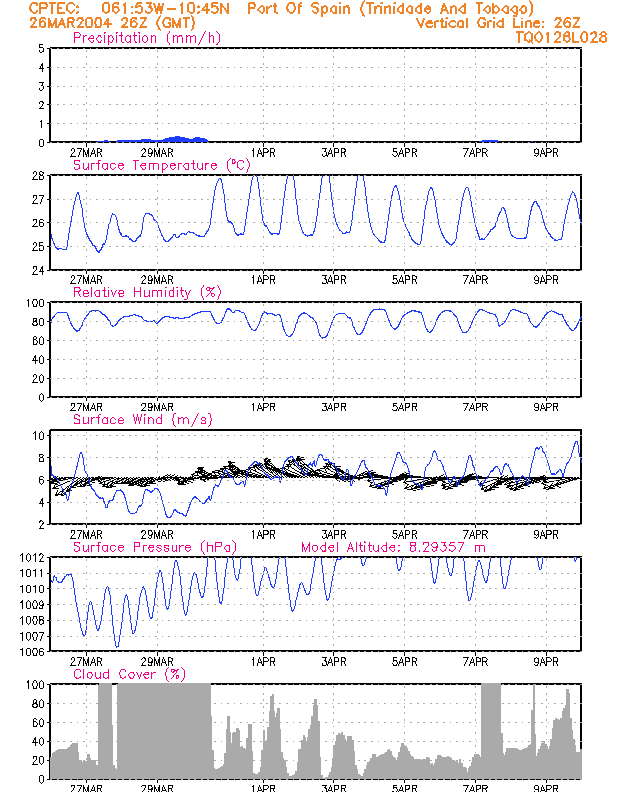 CPTEC: 061:53W-10:45N Port Of Spain (Trinidade And Tobago)
26MAR2004 26Z (GMT) Vertical Grid Line: 26Z
Precipitation (mm/h) TQ0126L028
5
4
3
2
1
0
27MAR 29MAR 1APR 3APR 5APR 7APR 9APR
Surface Temperature (ºC)
28
27
26
25
24
27MAR 29MAR 1APR 3APR 5APR 7APR 9APR
Relative Humidity (%)
100
80
60
40
20
0
27MAR 29MAR 1APR 3APR 5APR 7APR 9APR
Surface Wind (m/s)
10
8
6
4
2
27MAR 29MAR 1APR 3APR 5APR 7APR 9APR
Surface Pressure (hPa) Model Altitude: 8.29357 m
1012
1011
1010
1009
1008
1007
1006
27MAR 29MAR 1APR 3APR 5APR 7APR 9APR
Cloud Cover (%)
100
80
60
40
20
0
27MAR 29MAR 1APR 3APR 5APR 7APR 9APR